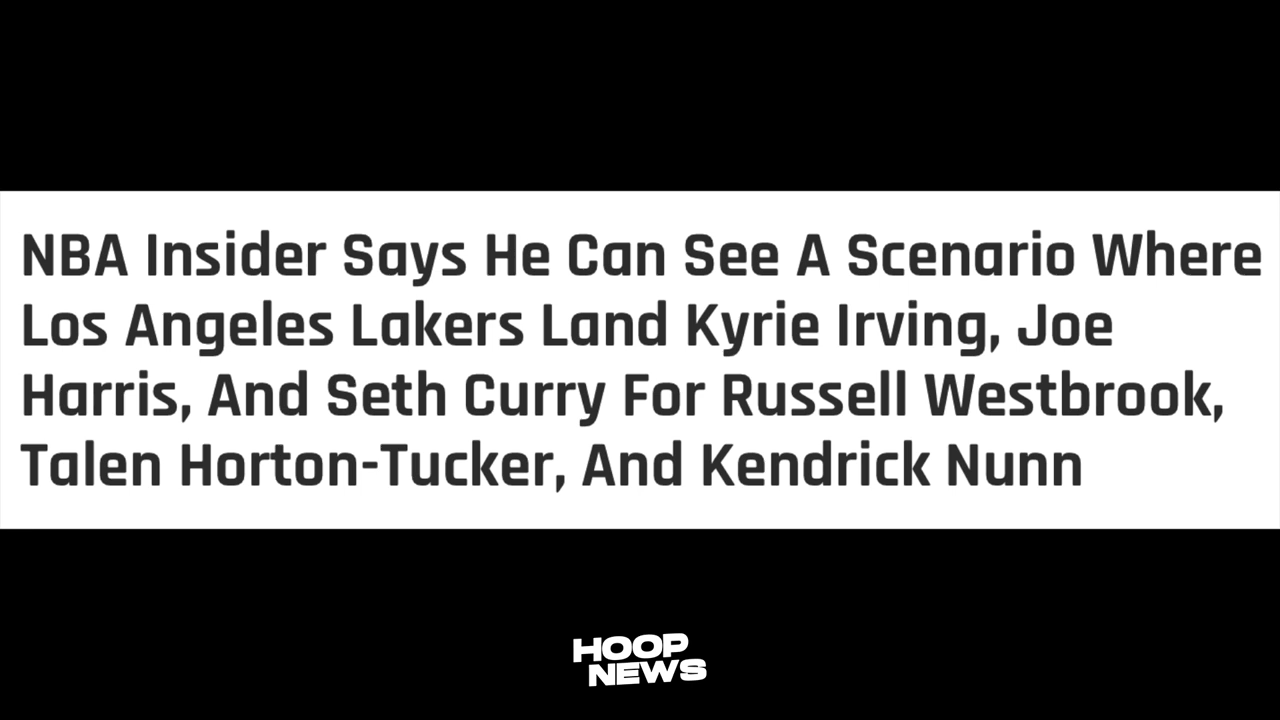 NBA Insider Says He Can See A Scenario Where
Los Angeles Lakers Land Kyrie Irving, Joe
Harris, And Seth Curry For Russell Westbrook,
Talen Horton-Tucker, And Kendrick Nunn
HOOP
NEWS